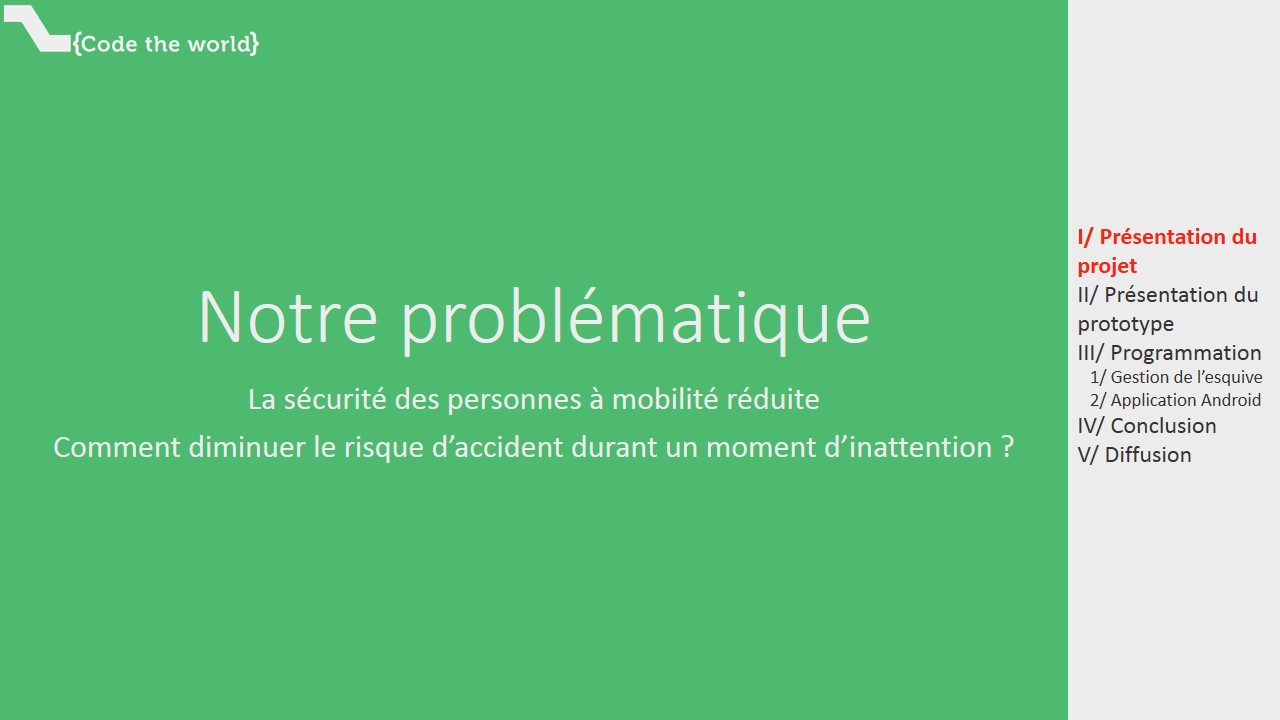 {Code the world}
Notre problématique
La sécurité des personnes à mobilité réduite
Comment diminuer le risque d’accident durant un moment d’inattention ?
I/ Présentation du
projet
II/ Présentation du
prototype
III/ Programmation
1/ Gestion de l’esquive
2/ Application Android
IV/ Conclusion
V/ Diffusion